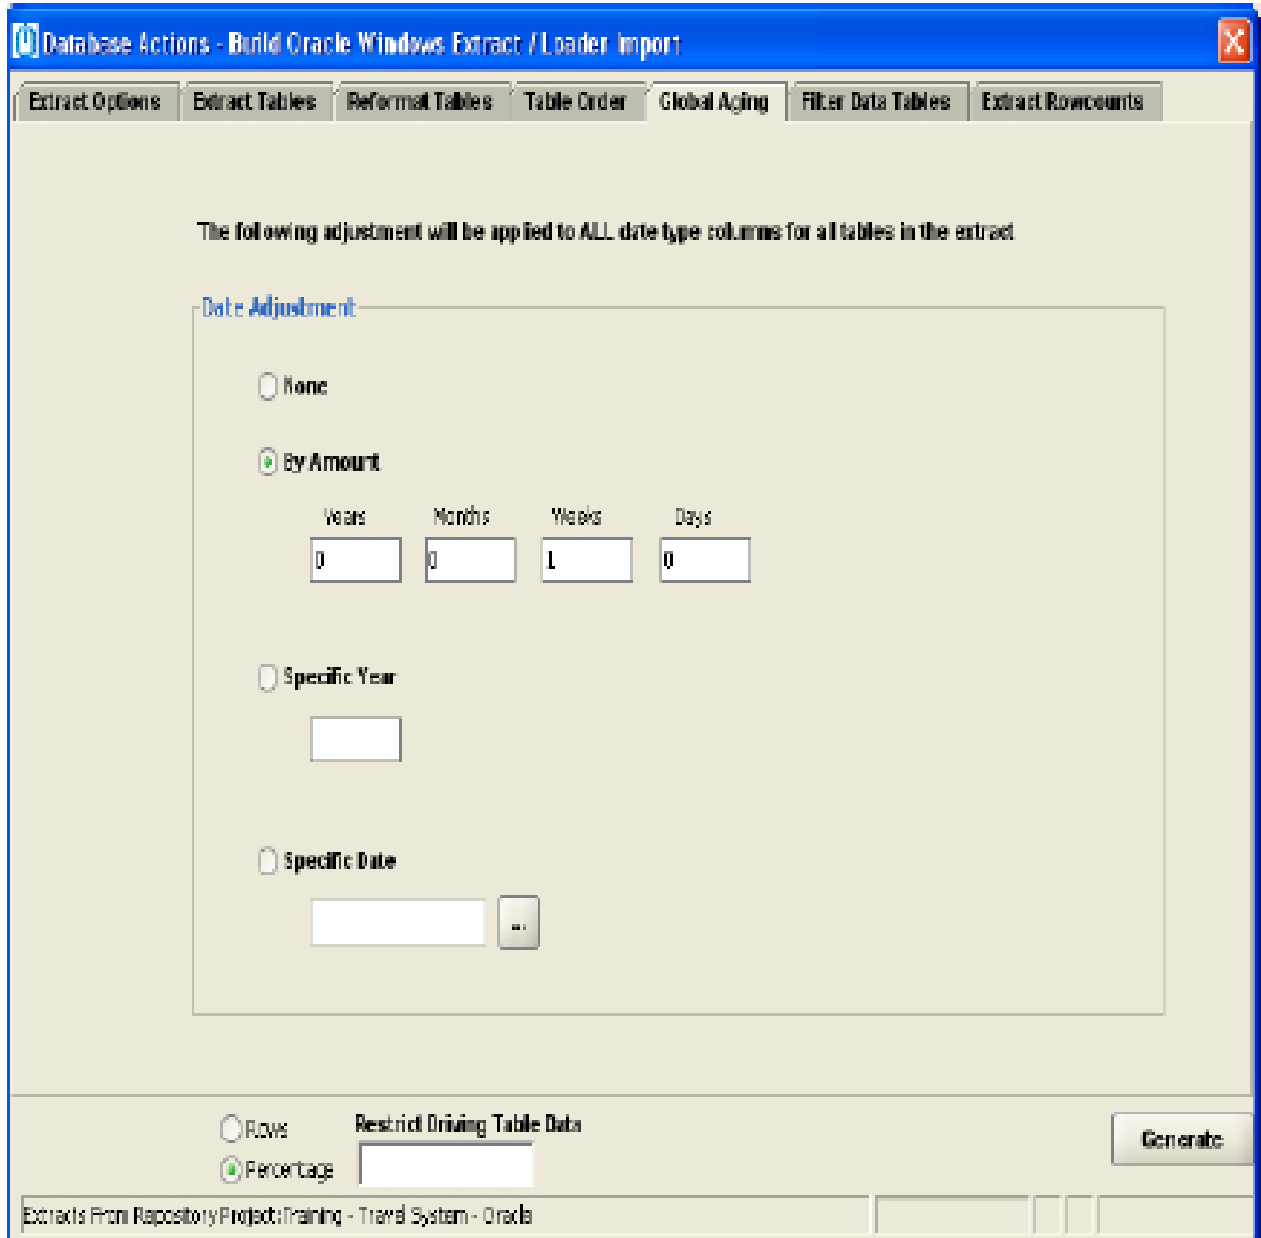 Database Actions - Build Oracle Windows Extract / Loader Import
Extract Options Extract Tables Reformat Tables Table Order Global Aging Filter Data Tables Extract Rowcounts
The following adjustment will be applied to ALL date type columns for all tables in the extract
Date Adjustment
None
By Amount
Years Months Weeks Days
0 0 1 0
Specific Year
Specific Date
...
Rows Restrict Driving Table Data
Percentage
Generate
Extracts From Repository Project:Training - Travel System - Oracle